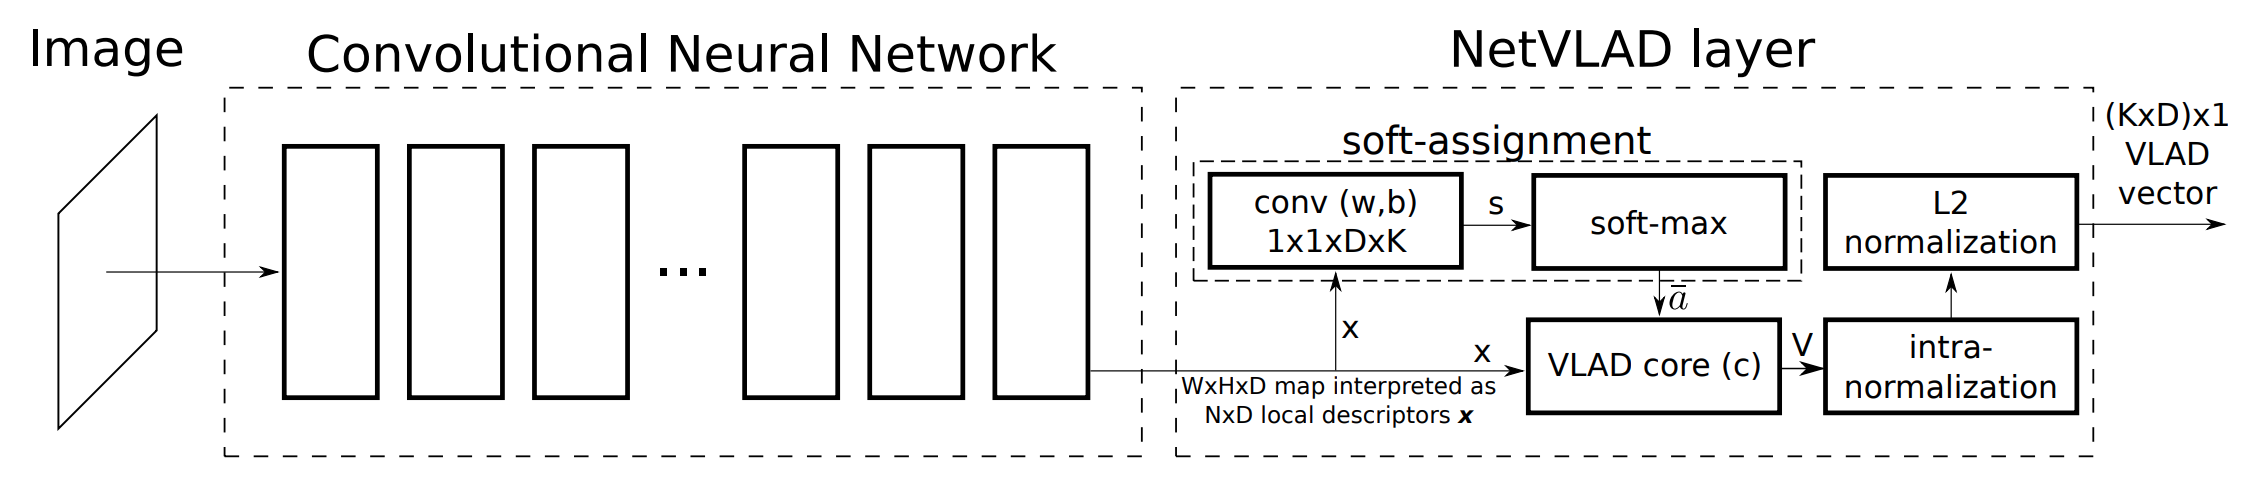 Image
Convolutional Neural Network
NetVLAD layer
soft-assignment
conv (w,b)
1x1xDxK
s
soft-max
L2
normalization
(KxD)x1
VLAD
vector
...
x
a̅
x
WxHxD map interpreted as
NxD local descriptors x
VLAD core (c)
V
intra-
normalization